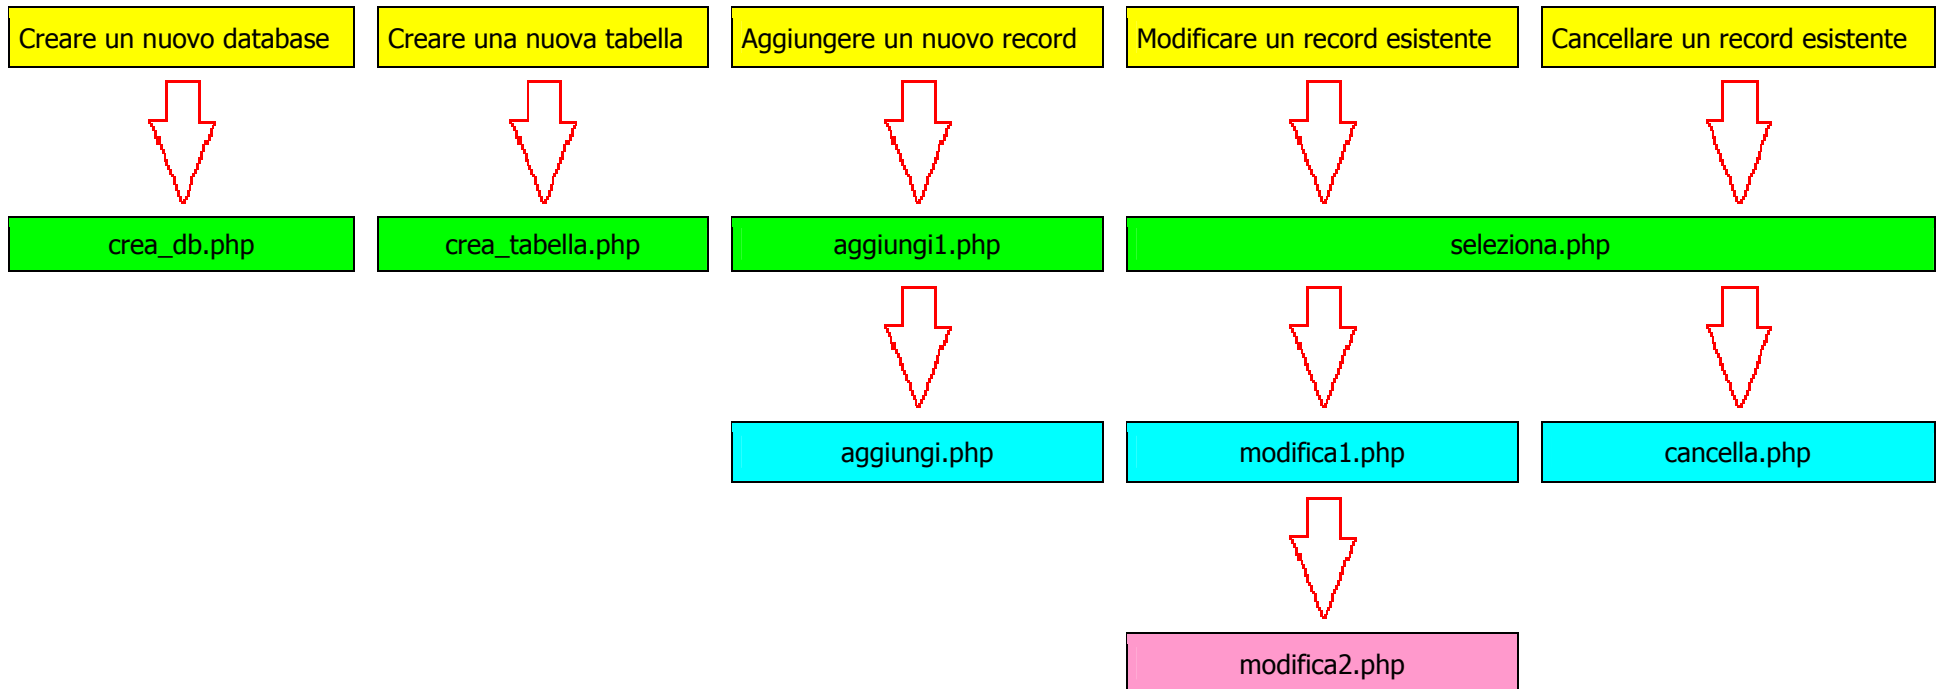 Creare un nuovo database
Creare una nuova tabella
Aggiungere un nuovo record
Modificare un record esistente
Cancellare un record esistente
crea_db.php
crea_tabella.php
aggiungi1.php
seleziona.php
aggiungi.php
modifica1.php
cancella.php
modifica2.php